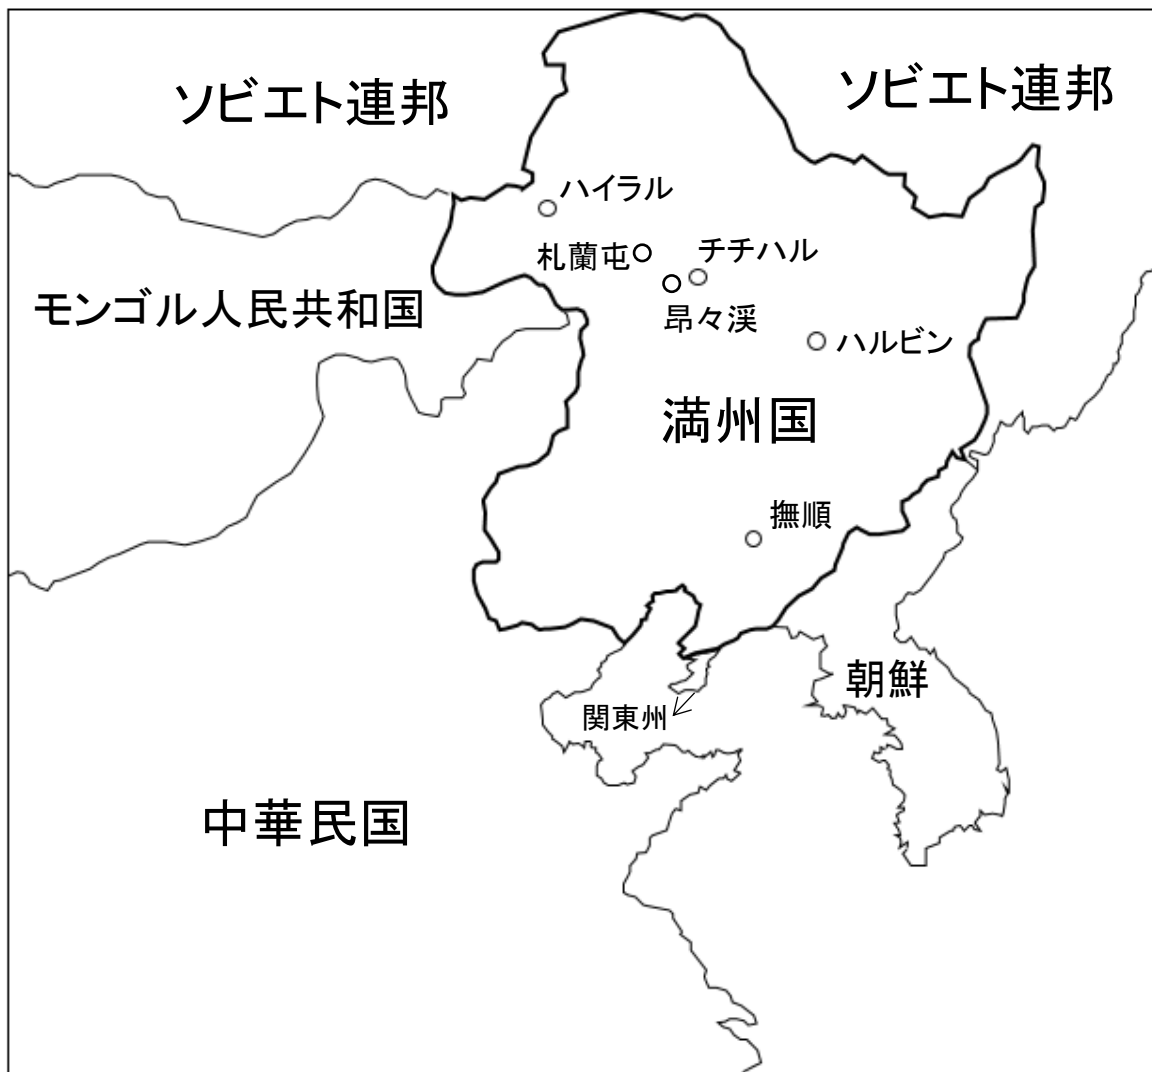 ソビエト連邦
ソビエト連邦
ハイラル
札蘭屯
チチハル
モンゴル人民共和国
昂々渓
ハルビン
満州国
撫順
朝鮮
関東州
中華民国